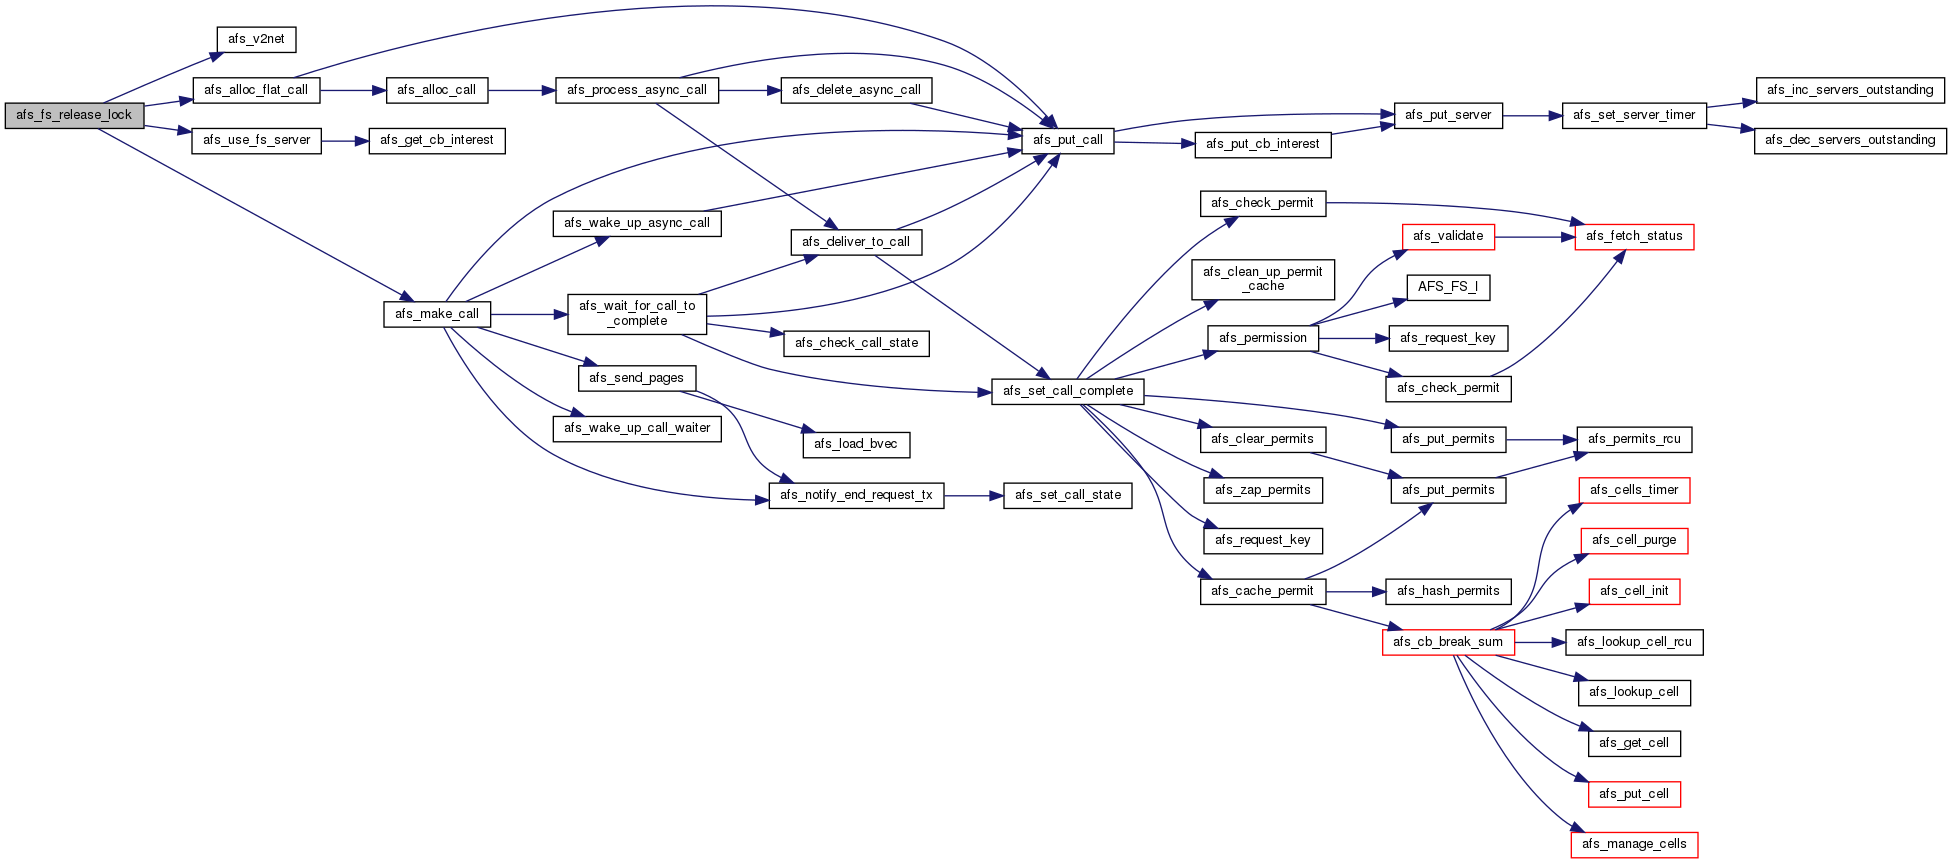 afs_fs_release_lock
afs_v2net
afs_alloc_flat_call
afs_use_fs_server
afs_make_call
afs_alloc_call
afs_get_cb_interest
afs_process_async_call
afs_wake_up_async_call
afs_wait_for_call_to
_complete
afs_send_pages
afs_wake_up_call_waiter
afs_delete_async_call
afs_deliver_to_call
afs_check_call_state
afs_load_bvec
afs_notify_end_request_tx
afs_put_call
afs_set_call_complete
afs_set_call_state
afs_put_cb_interest
afs_check_permit
afs_clean_up_permit
_cache
afs_permission
afs_clear_permits
afs_zap_permits
afs_request_key
afs_cache_permit
afs_put_server
afs_validate
AFS_FS_I
afs_request_key
afs_check_permit
afs_put_permits
afs_put_permits
afs_hash_permits
afs_cb_break_sum
afs_set_server_timer
afs_fetch_status
afs_permits_rcu
afs_cells_timer
afs_cell_purge
afs_cell_init
afs_lookup_cell_rcu
afs_lookup_cell
afs_get_cell
afs_put_cell
afs_manage_cells
afs_inc_servers_outstanding
afs_dec_servers_outstanding